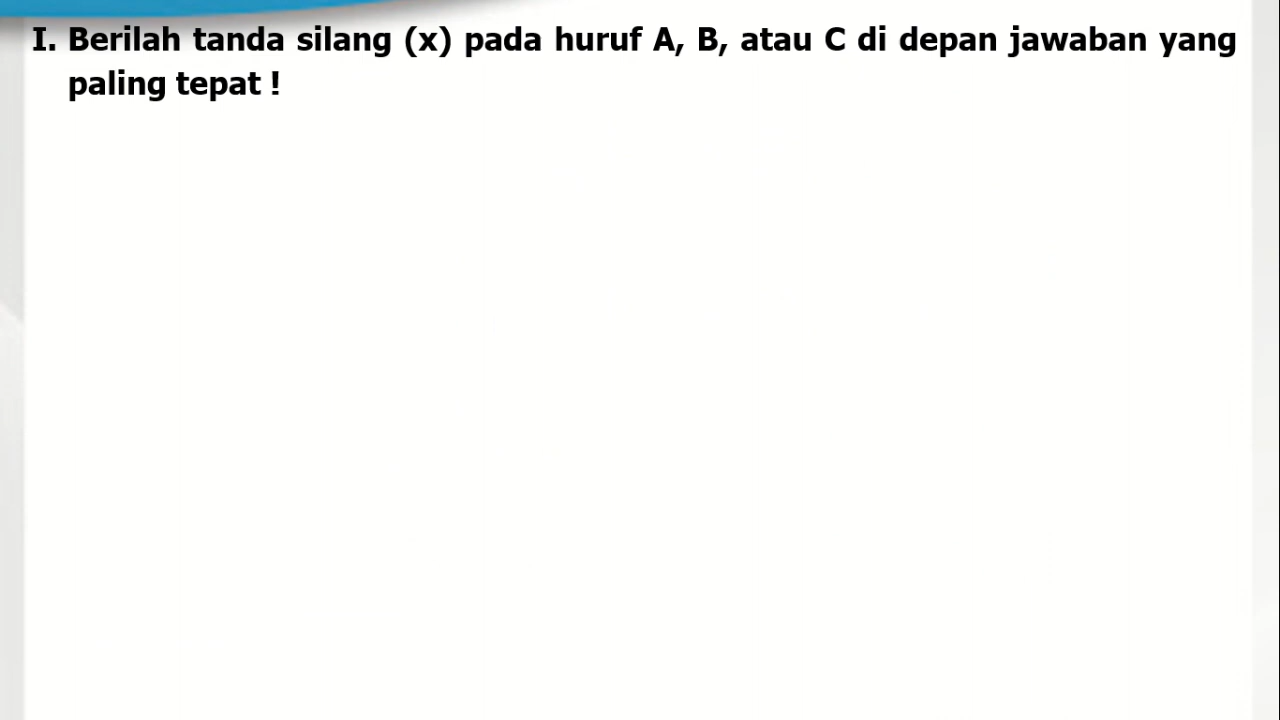 I. Berilah tanda silang (x) pada huruf A, B, atau C di depan jawaban yang
paling tepat !